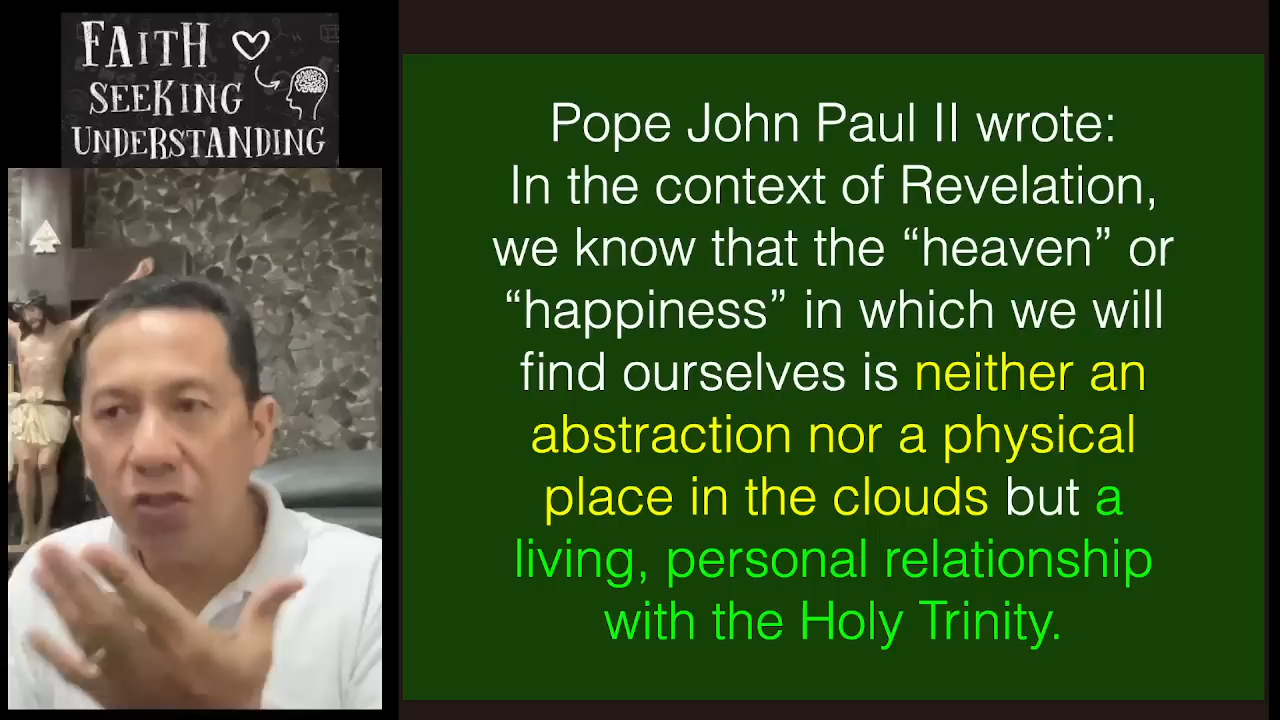 FAITH
SEEKING
UNDERSTANDING
Pope John Paul II wrote:
In the context of Revelation,
we know that the “heaven” or
“happiness” in which we will
find ourselves is neither an
abstraction nor a physical
place in the clouds but a
living, personal relationship
with the Holy Trinity.